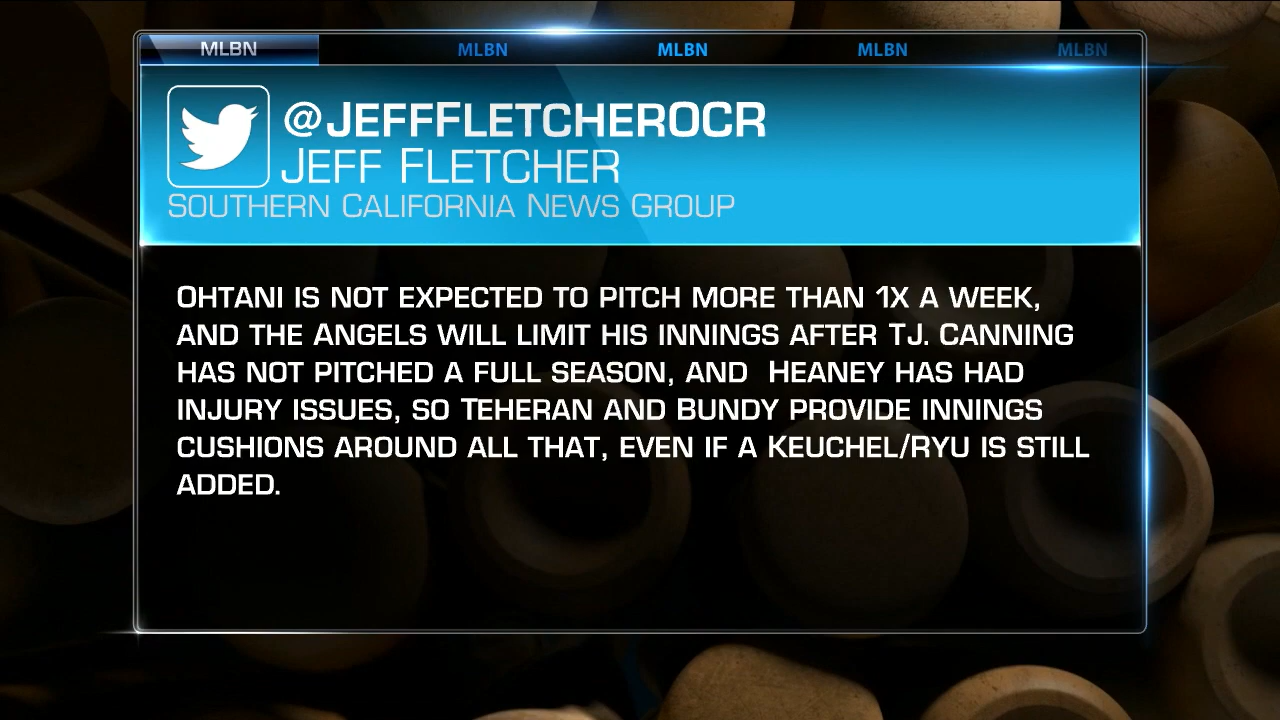 MLBN MLBN MLBN MLBN MLBN
@JEFFFLETCHEROCR
JEFF FLETCHER
SOUTHERN CALIFORNIA NEWS GROUP
OHTANI IS NOT EXPECTED TO PITCH MORE THAN 1X A WEEK,
AND THE ANGELS WILL LIMIT HIS INNINGS AFTER TJ. CANNING
HAS NOT PITCHED A FULL SEASON, AND  HEANEY HAS HAD
INJURY ISSUES, SO TEHERAN AND BUNDY PROVIDE INNINGS
CUSHIONS AROUND ALL THAT, EVEN IF A KEUCHEL/RYU IS STILL
ADDED.